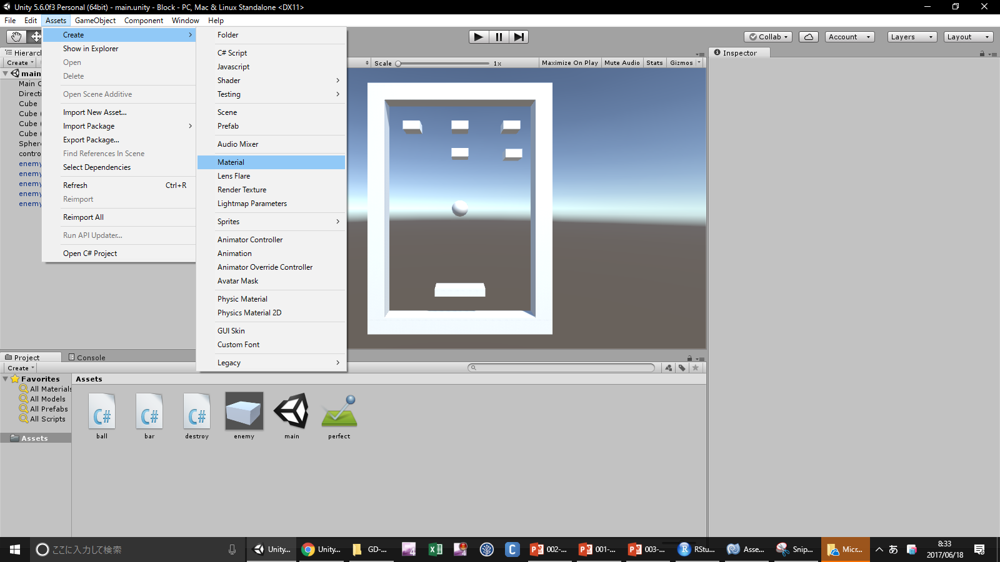 Unity 5.6.0f3 Personal (64bit) - main.unity - Block - PC, Mac & Linux Standalone <DX11>
File Edit Assets GameObject Component Window Help
Collab Account Layers Layout
Hierarc
Create
Scale 1x Maximize On Play Mute Audio Stats Gizmos
Inspector
main
Main C
Directi
Cube
Cube (
Cube (
Cube (
Spher
contro
enemy
enemy
enemy
enemy
enemy
Create
Show in Explorer
Open
Delete
Open Scene Additive
Import New Asset...
Import Package
Export Package...
Find References In Scene
Select Dependencies
Refresh Ctrl+R
Reimport
Reimport All
Run API Updater...
Open C# Project
Folder
C# Script
Javascript
Shader
Testing
Scene
Prefab
Audio Mixer
Material
Lens Flare
Render Texture
Lightmap Parameters
Sprites
Animator Controller
Animation
Animator Override Controller
Avatar Mask
Physic Material
Physics Material 2D
GUI Skin
Custom Font
Legacy
Project Console
Create
Favorites
All Materials
All Models
All Prefabs
All Scripts
Assets
Assets
C# C# C#
ball bar destroy enemy main perfect
ここに入力して検索
Unity... Unity... GD-... 002-... 001-... 003-... RStu... Asse... Snip... Micr... あ
8:33
2017/06/18